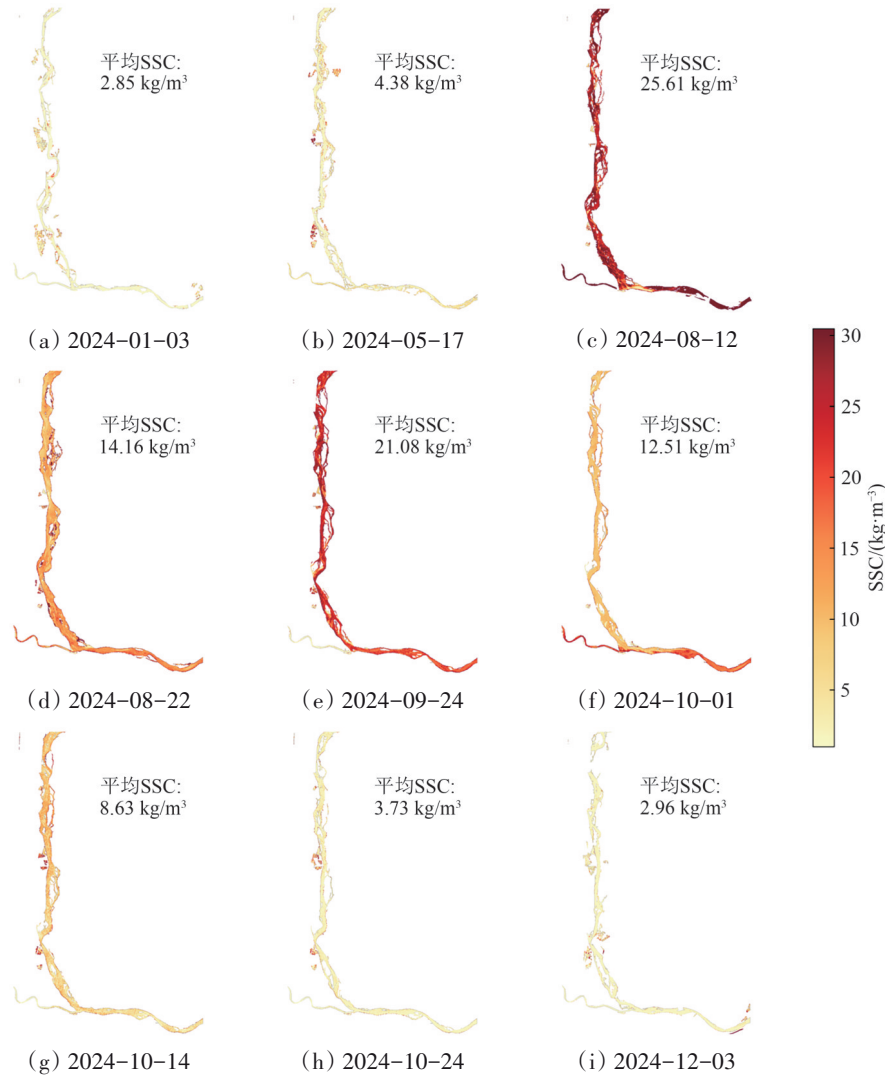 平均SSC:
2.85 kg/m³
平均SSC:
4.38 kg/m³
平均SSC:
25.61 kg/m³
(a) 2024-01-03
(b) 2024-05-17
(c) 2024-08-12
平均SSC:
14.16 kg/m³
平均SSC:
21.08 kg/m³
平均SSC:
12.51 kg/m³
(d) 2024-08-22
(e) 2024-09-24
(f) 2024-10-01
平均SSC:
8.63 kg/m³
平均SSC:
3.73 kg/m³
平均SSC:
2.96 kg/m³
(g) 2024-10-14
(h) 2024-10-24
(i) 2024-12-03
30
25
20
15
10
5
SSC/(kg·m⁻³)